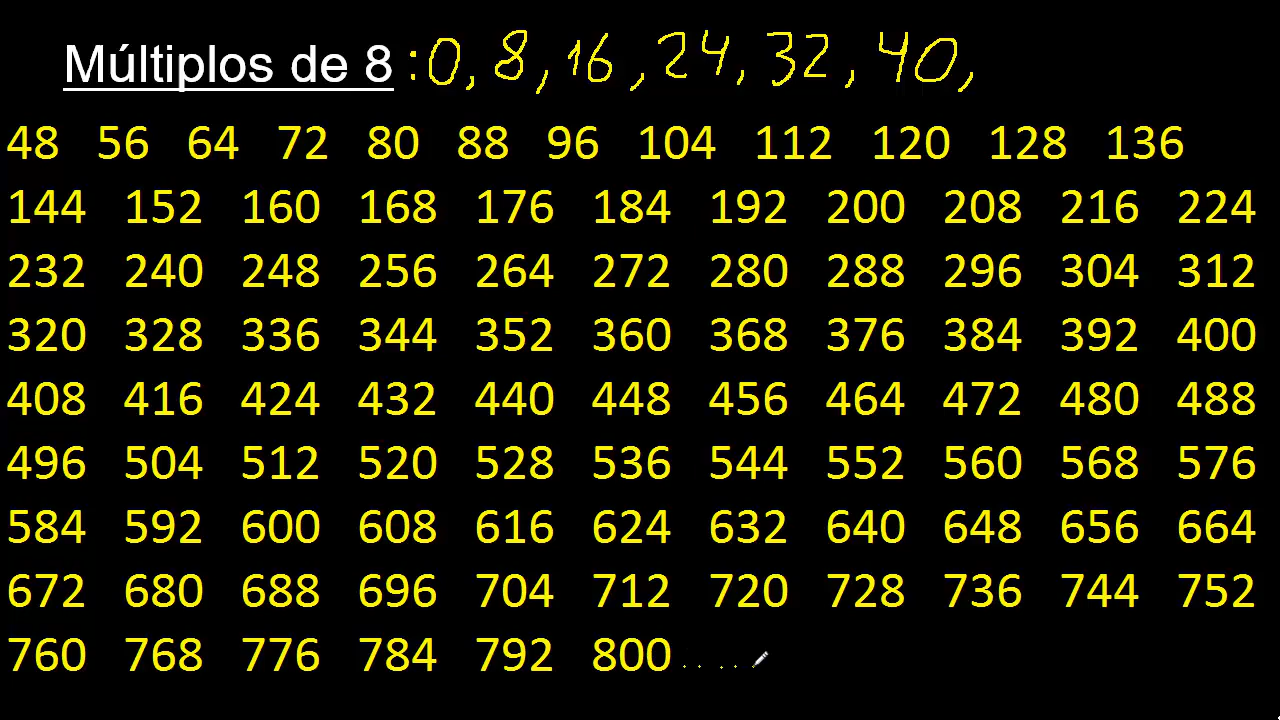 Múltiplos de 8 : 0, 8, 16, 24, 32, 40,
48 56 64 72 80 88 96 104 112 120 128 136
144 152 160 168 176 184 192 200 208 216 224
232 240 248 256 264 272 280 288 296 304 312
320 328 336 344 352 360 368 376 384 392 400
408 416 424 432 440 448 456 464 472 480 488
496 504 512 520 528 536 544 552 560 568 576
584 592 600 608 616 624 632 640 648 656 664
672 680 688 696 704 712 720 728 736 744 752
760 768 776 784 792 800 .....